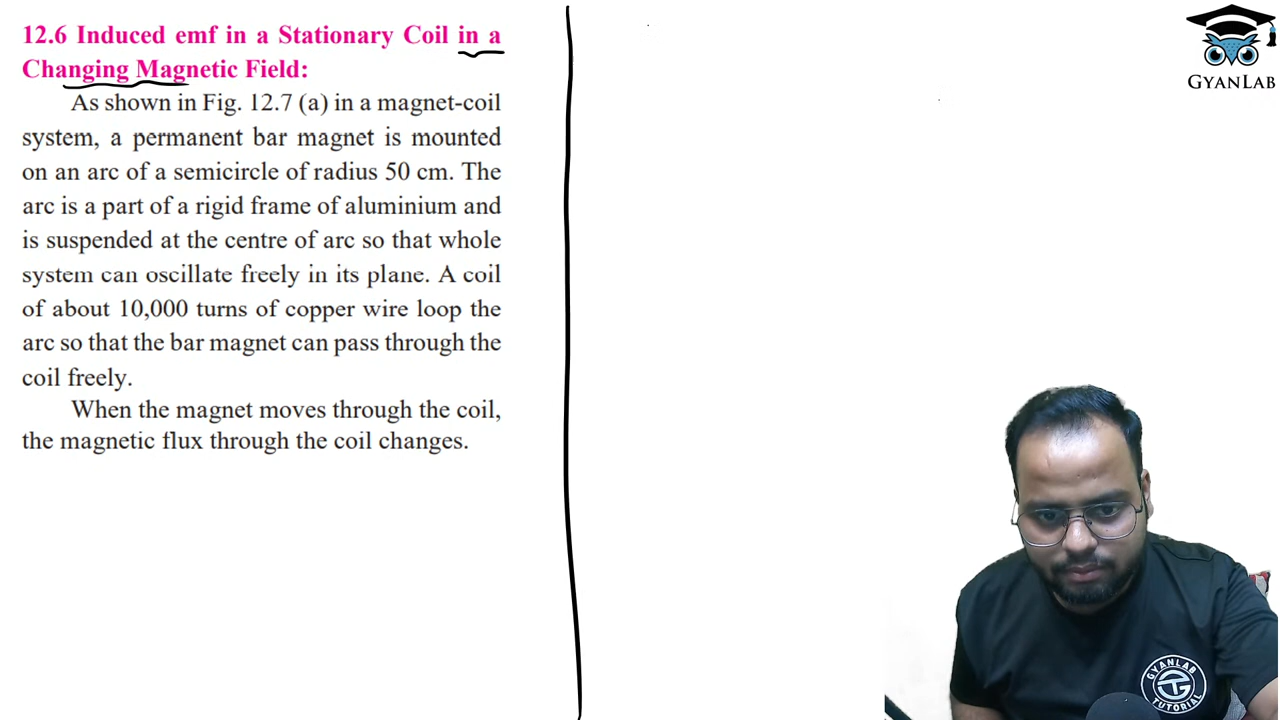 12.6 Induced emf in a Stationary Coil in a
Changing Magnetic Field:
As shown in Fig. 12.7 (a) in a magnet-coil
system, a permanent bar magnet is mounted
on an arc of a semicircle of radius 50 cm. The
arc is a part of a rigid frame of aluminium and
is suspended at the centre of arc so that whole
system can oscillate freely in its plane. A coil
of about 10,000 turns of copper wire loop the
arc so that the bar magnet can pass through the
coil freely.
When the magnet moves through the coil,
the magnetic flux through the coil changes.
GYANLAB
GYANLAB
TUTORIAL